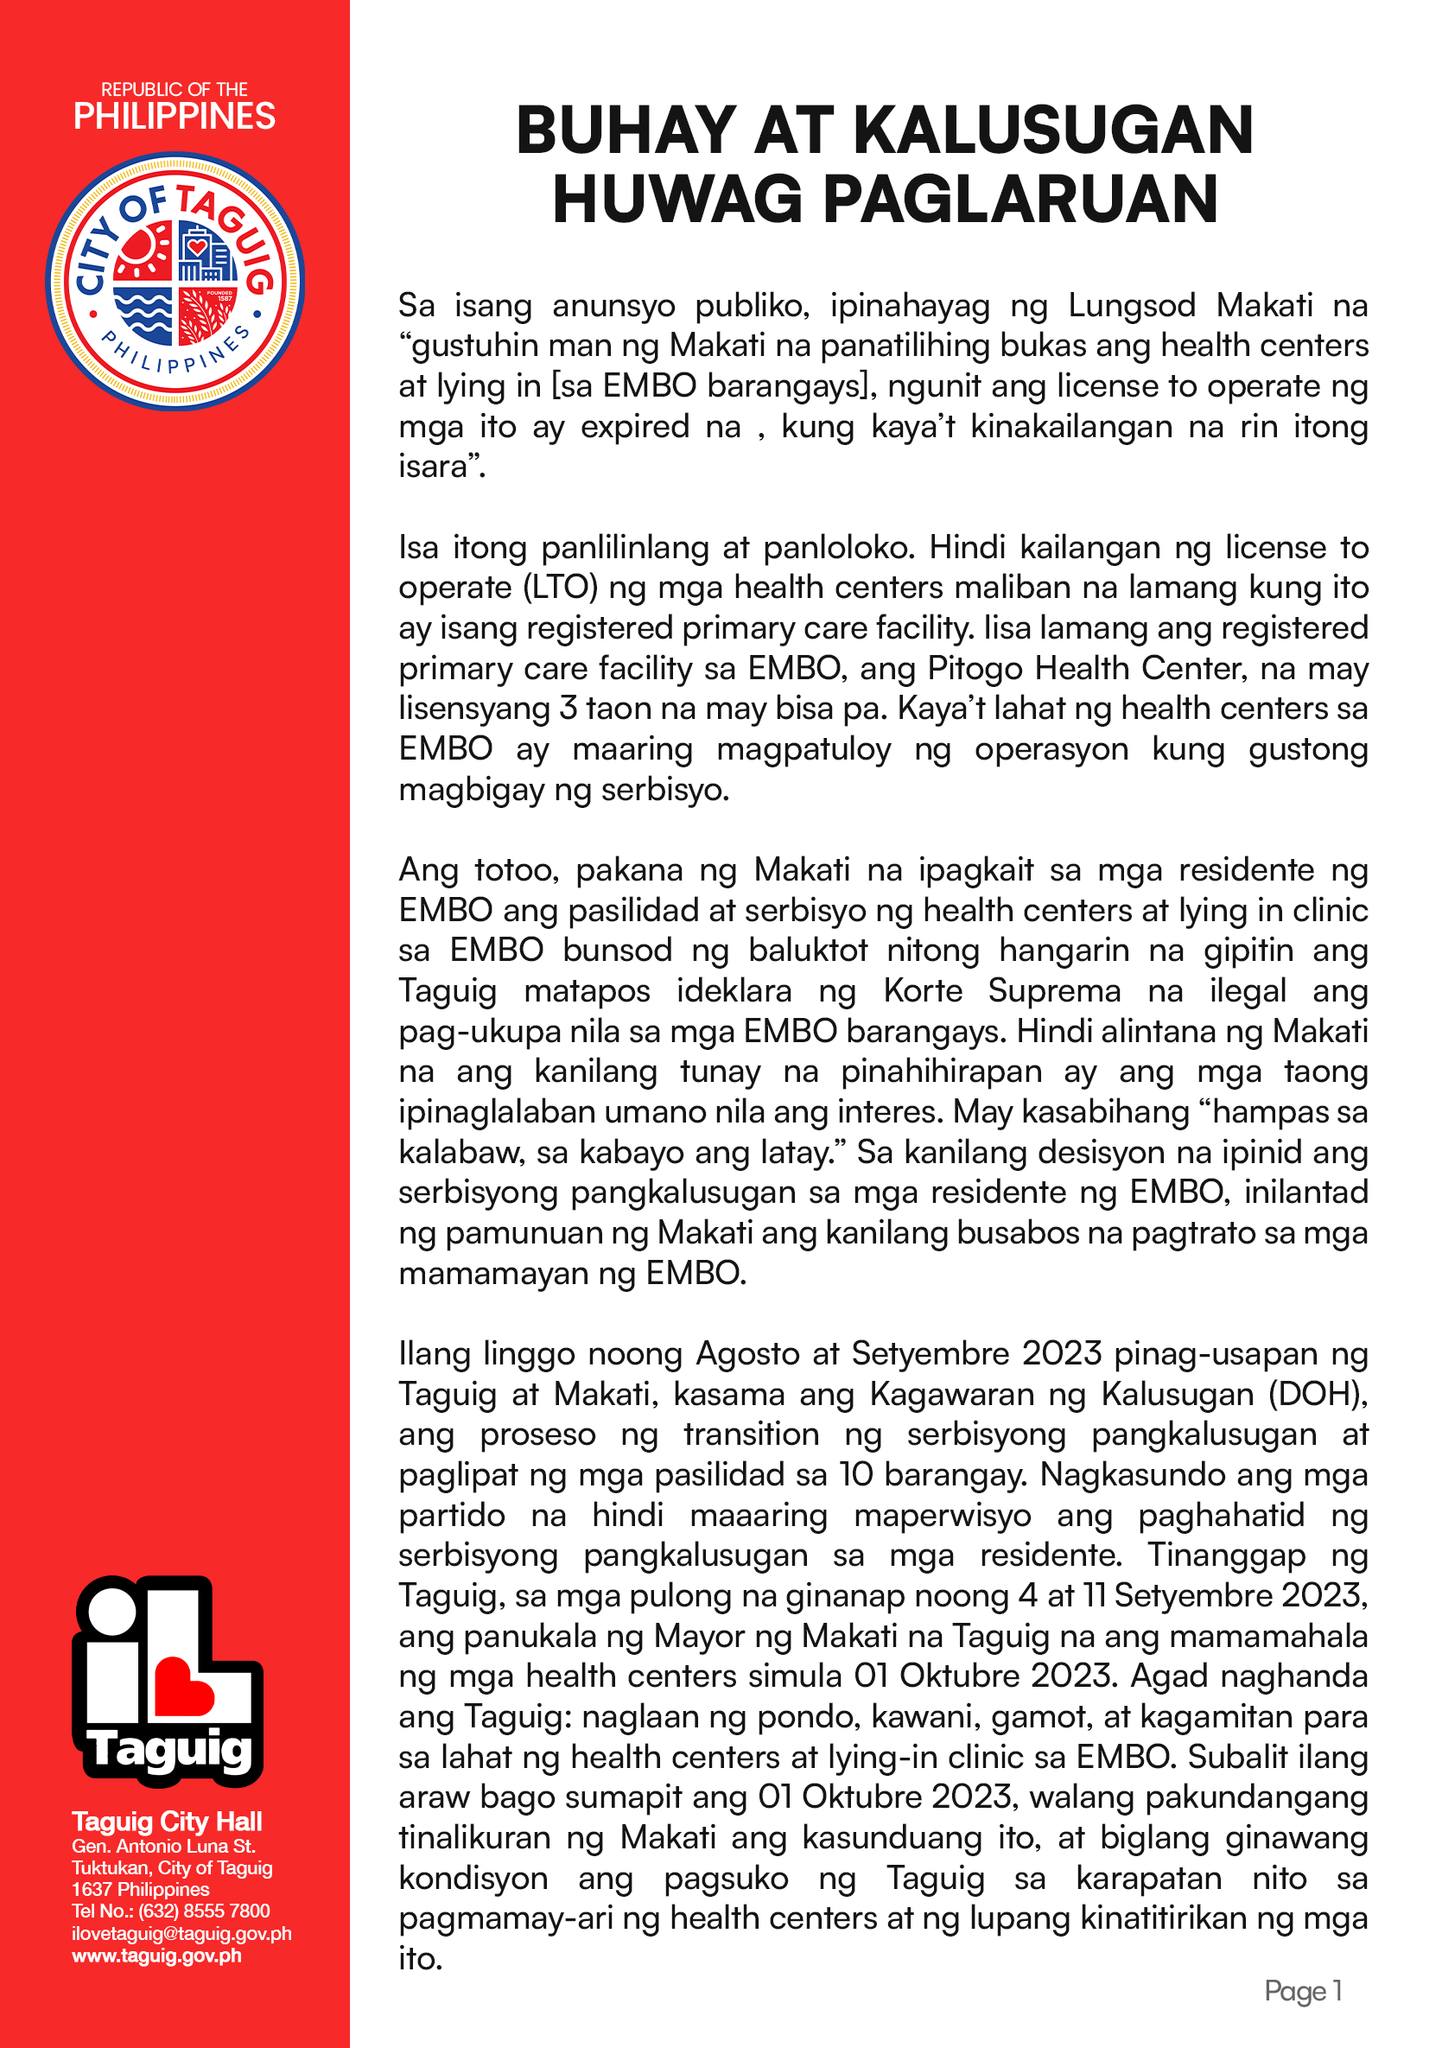 REPUBLIC OF THE
PHILIPPINES
CITY OF TAGUIG
FOUNDED
1587
PHILIPPINES
BUHAY AT KALUSUGAN
HUWAG PAGLARUAN
Sa isang anunsyo publiko, ipinahayag ng Lungsod Makati na
“gustuhin man ng Makati na panatilihing bukas ang health centers
at lying in [sa EMBO barangays], ngunit ang license to operate ng
mga ito ay expired na , kung kaya’t kinakailangan na rin itong
isara”.
Isa itong panlilinlang at panloloko. Hindi kailangan ng license to
operate (LTO) ng mga health centers maliban na lamang kung ito
ay isang registered primary care facility. Iisa lamang ang registered
primary care facility sa EMBO, ang Pitogo Health Center, na may
lisensyang 3 taon na may bisa pa. Kaya’t lahat ng health centers sa
EMBO ay maaring magpatuloy ng operasyon kung gustong
magbigay ng serbisyo.
Ang totoo, pakana ng Makati na ipagkait sa mga residente ng
EMBO ang pasilidad at serbisyo ng health centers at lying in clinic
sa EMBO bunsod ng baluktot nitong hangarin na gipitin ang
Taguig matapos ideklara ng Korte Suprema na ilegal ang
pag-ukupa nila sa mga EMBO barangays. Hindi alintana ng Makati
na ang kanilang tunay na pinahihirapan ay ang mga taong
ipinaglalaban umano nila ang interes. May kasabihang “hampas sa
kalabaw, sa kabayo ang latay.” Sa kanilang desisyon na ipinid ang
serbisyong pangkalusugan sa mga residente ng EMBO, inilantad
ng pamunuan ng Makati ang kanilang busabos na pagtrato sa mga
mamamayan ng EMBO.
Ilang linggo noong Agosto at Setyembre 2023 pinag-usapan ng
Taguig at Makati, kasama ang Kagawaran ng Kalusugan (DOH),
ang proseso ng transition ng serbisyong pangkalusugan at
paglipat ng mga pasilidad sa 10 barangay. Nagkasundo ang mga
partido na hindi maaaring maperwisyo ang paghahatid ng
serbisyong pangkalusugan sa mga residente. Tinanggap ng
Taguig, sa mga pulong na ginanap noong 4 at 11 Setyembre 2023,
ang panukala ng Mayor ng Makati na Taguig na ang mamamahala
ng mga health centers simula 01 Oktubre 2023. Agad naghanda
ang Taguig: naglaan ng pondo, kawani, gamot, at kagamitan para
sa lahat ng health centers at lying-in clinic sa EMBO. Subalit ilang
araw bago sumapit ang 01 Oktubre 2023, walang pakundangang
tinalikuran ng Makati ang kasunduang ito, at biglang ginawang
kondisyon ang pagsuko ng Taguig sa karapatan nito sa
pagmamay-ari ng health centers at ng lupang kinatitirikan ng mga
ito.
iL
Taguig
Taguig City Hall
Gen. Antonio Luna St.
Tuktukan, City of Taguig
1637 Philippines
Tel No.: (632) 8555 7800
ilovetaguig@taguig.gov.ph
www.taguig.gov.ph
Page 1